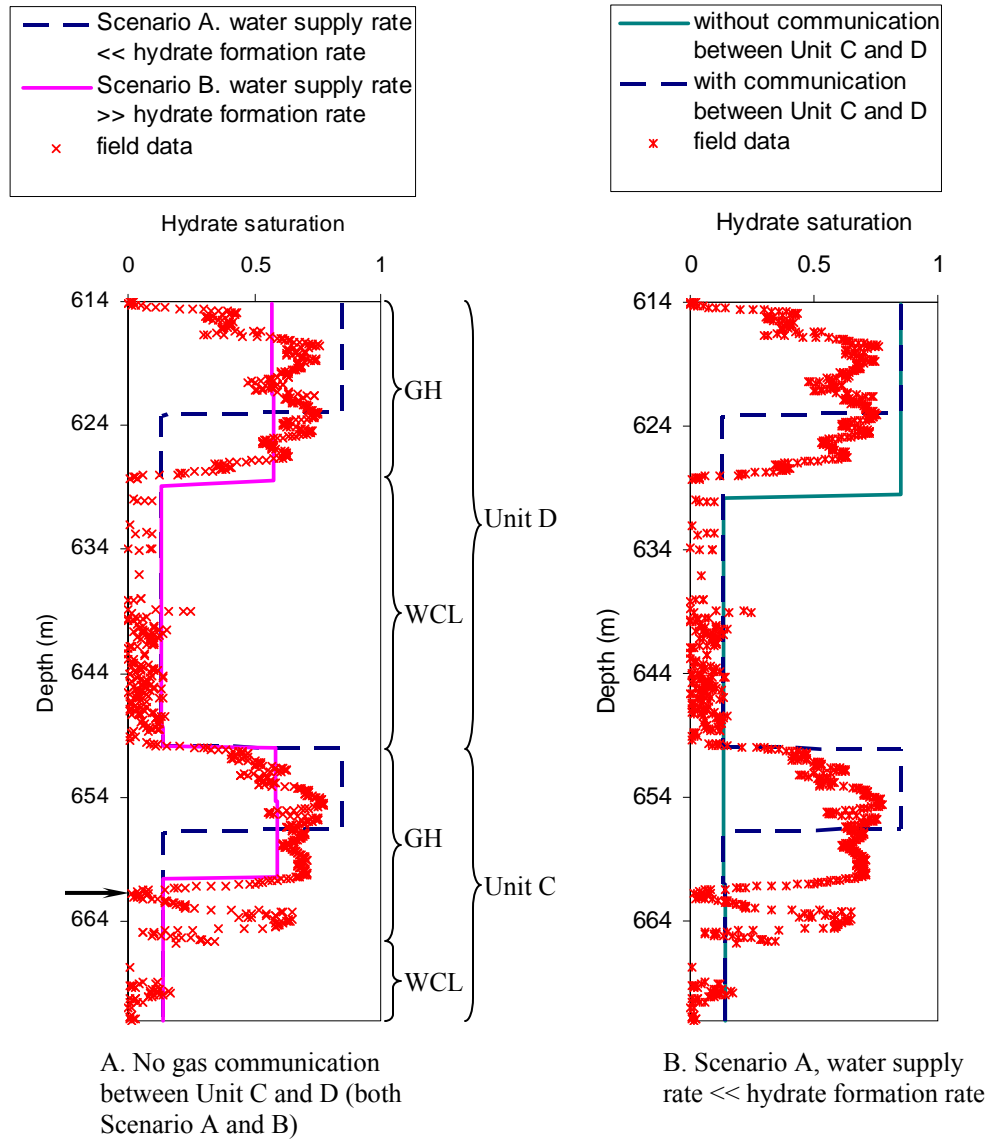 Scenario A. water supply rate
<< hydrate formation rate
Scenario B. water supply rate
>> hydrate formation rate
field data
without communication
between Unit C and D
with communication
between Unit C and D
field data
Hydrate saturation
0 0.5 1
614
624
634
644
654
664
Depth (m)
GH
WCL
GH
WCL
Unit D
Unit C
A. No gas communication
between Unit C and D (both
Scenario A and B)
Hydrate saturation
0 0.5 1
614
624
634
644
654
664
Depth (m)
B. Scenario A, water supply
rate << hydrate formation rate